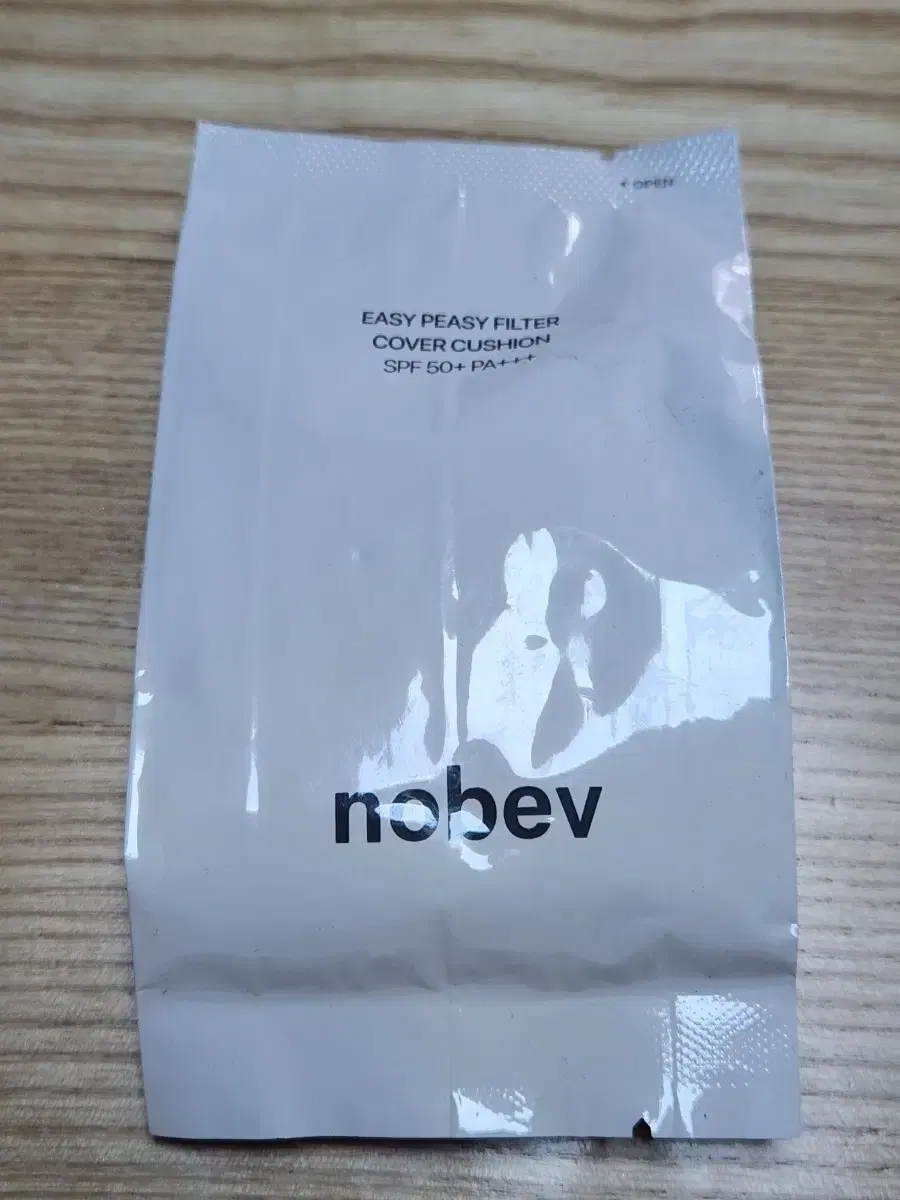 OPEN
EASY PEASY FILTER
COVER CUSHION
SPF 50+ PA+++
nobev